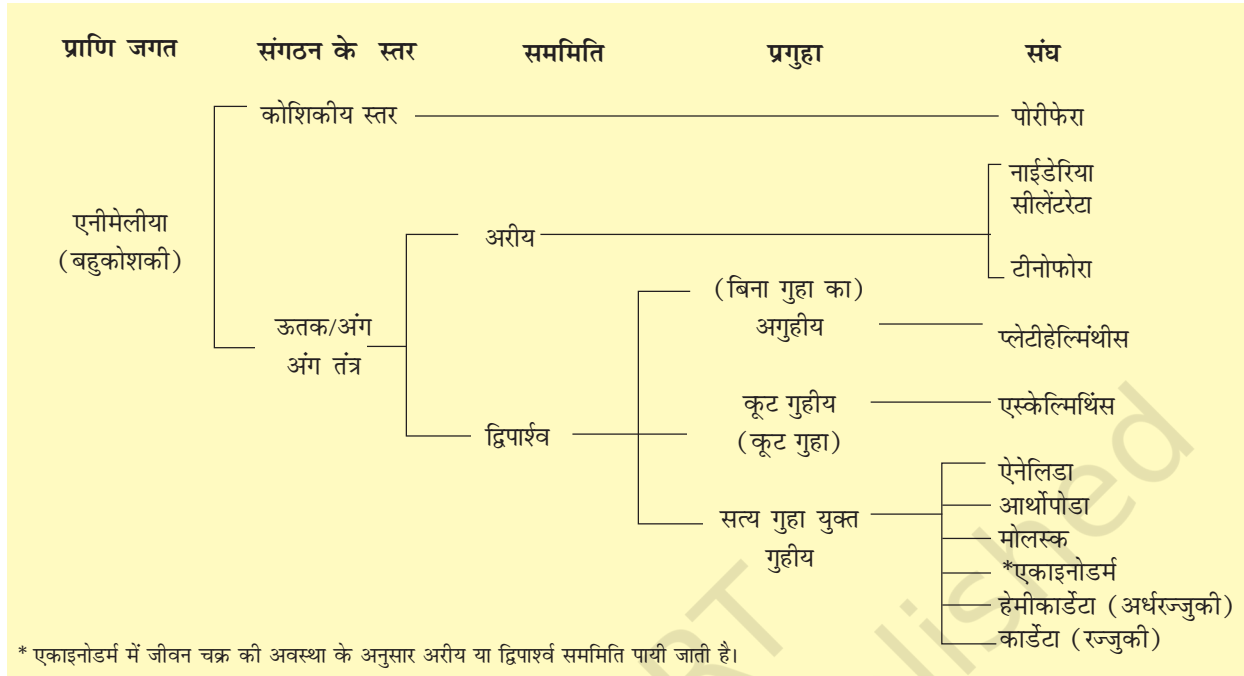 प्राणि जगत संगठन के स्तर सममिति प्रगुहा संघ
कोशिकीय स्तर पोरीफेरा
नाईडेरिया
सीलेंटरेटा
एनीमेलीया
(बहुकोशकी)
अरीय
टीनोफोरा
(बिना गुहा का)
अगुहीय प्लेटीहेल्मिंथीस
ऊतक/अंग
अंग तंत्र
कूट गुहीय एस्केल्मिथिंस
(कूट गुहा)
द्विपार्श्व
ऐनेलिडा
आर्थोपोडा
सत्य गुहा युक्त
गुहीय
मोलस्क
*एकाइनोडर्म
हेमीकार्डेटा (अर्धरज्जुकी)
कार्डेटा (रज्जुकी)
* एकाइनोडर्म में जीवन चक्र की अवस्था के अनुसार अरीय या द्विपार्श्व सममिति पायी जाती है।